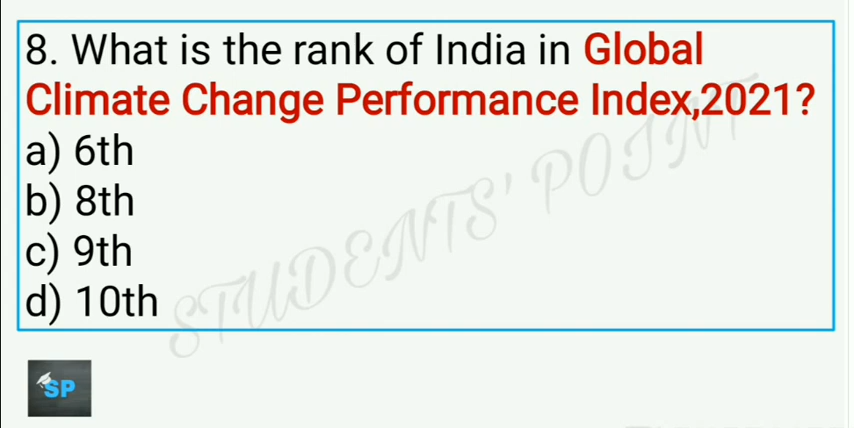 8. What is the rank of India in Global
Climate Change Performance Index,2021?
a) 6th
b) 8th
c) 9th
d) 10th
STUDENTS' POINT
SP